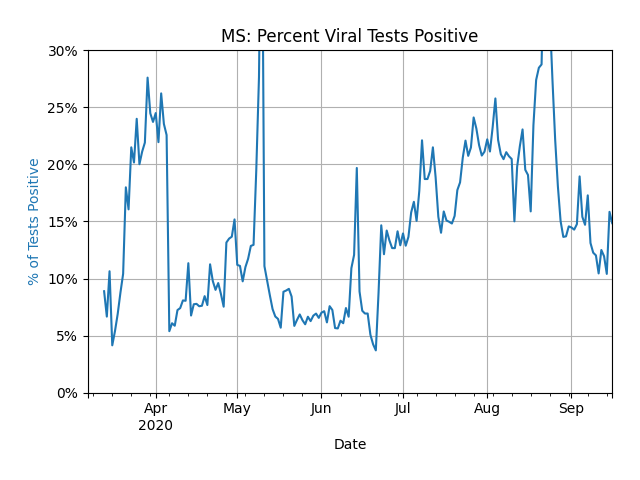 MS: Percent Viral Tests Positive
30%
25%
20%
15%
10%
5%
0%
% of Tests Positive
Apr May Jun Jul Aug Sep
2020
Date